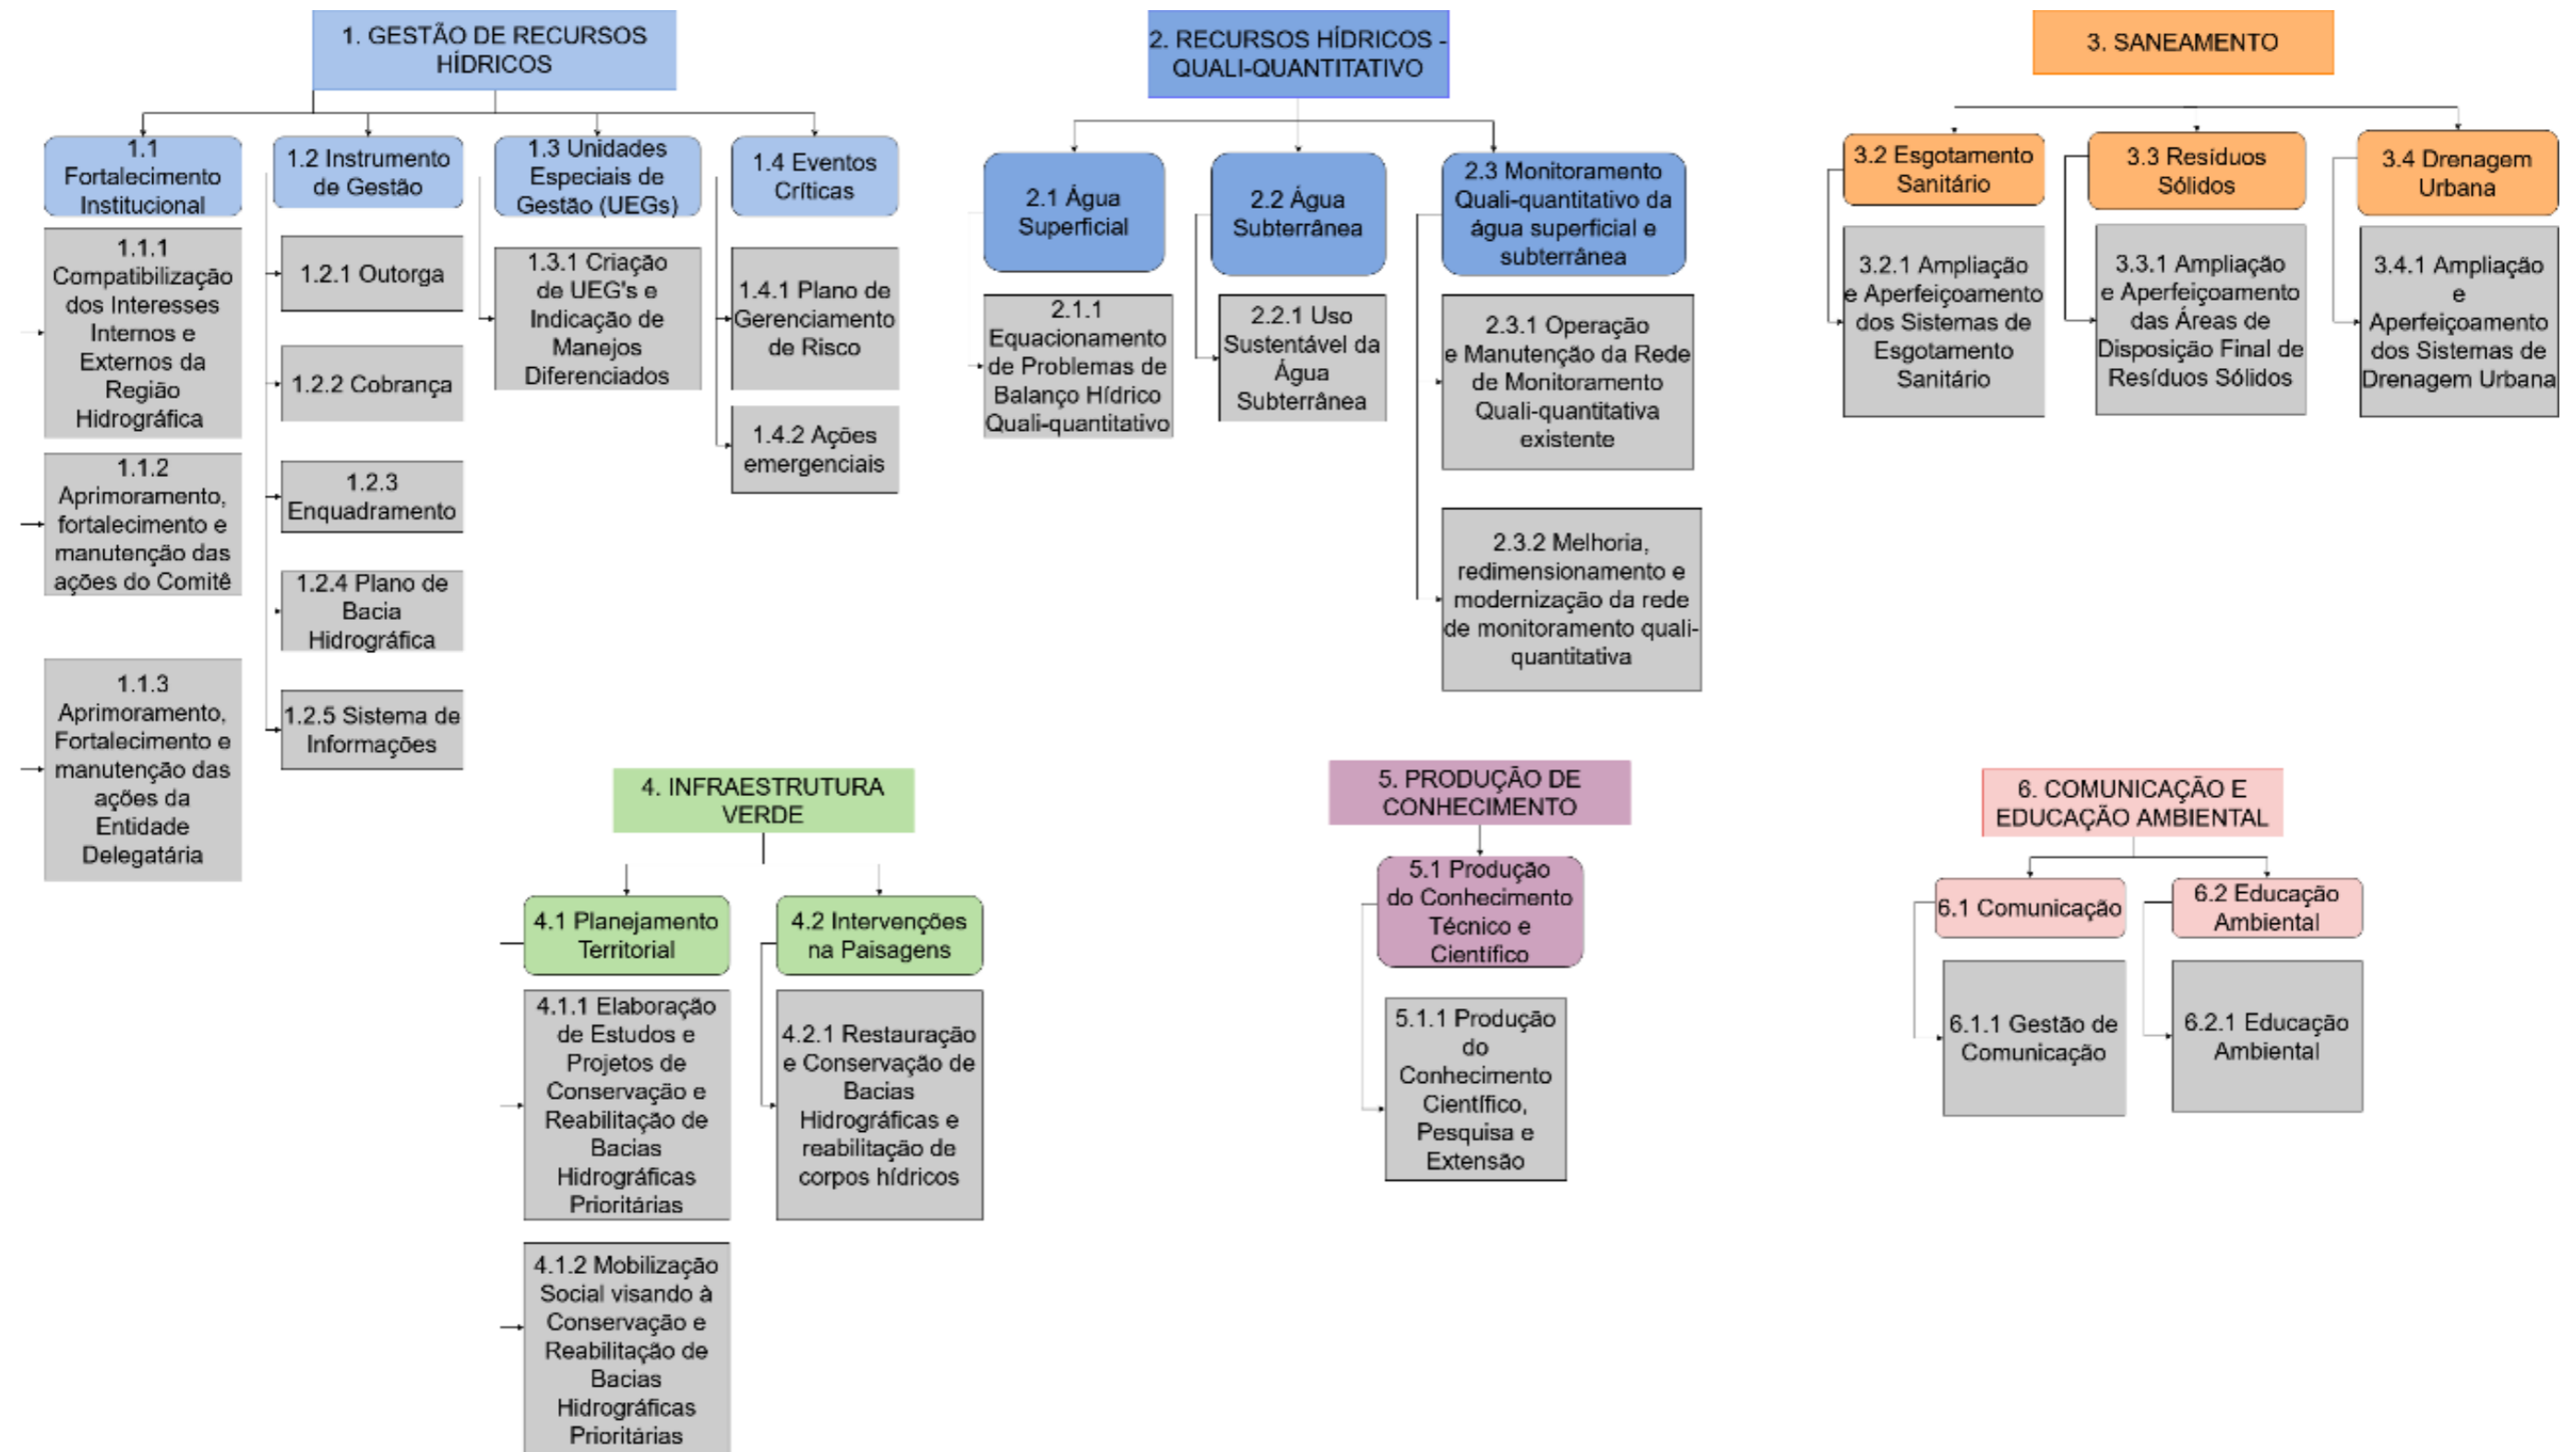 1. GESTÃO DE RECURSOS
HÍDRICOS
1.1
Fortalecimento
Institucional
1.1.1
Compatibilização
dos Interesses
Internos e
Externos da
Região
Hidrográfica
1.1.2
Aprimoramento,
fortalecimento e
manutenção das
ações do Comitê
1.1.3
Aprimoramento,
Fortalecimento e
manutenção das
ações da
Entidade
Delegatária
1.2 Instrumento
de Gestão
1.2.1 Outorga
1.2.2 Cobrança
1.2.3
Enquadramento
1.2.4 Plano de
Bacia
Hidrográfica
1.2.5 Sistema de
Informações
1.3 Unidades
Especiais de
Gestão (UEGs)
1.3.1 Criação
de UEG's e
Indicação de
Manejos
Diferenciados
1.4 Eventos
Críticas
1.4.1 Plano de
Gerenciamento
de Risco
1.4.2 Ações
emergenciais
2. RECURSOS HÍDRICOS -
QUALI-QUANTITATIVO
2.1 Água
Superficial
2.1.1
Equacionamento
de Problemas de
Balanço Hídrico
Quali-quantitativo
2.2 Água
Subterrânea
2.2.1 Uso
Sustentável da
Água
Subterrânea
2.3 Monitoramento
Quali-quantitativo da
água superficial e
subterrânea
2.3.1 Operação
e Manutenção da Rede
de Monitoramento
Quali-quantitativa
existente
2.3.2 Melhoria,
redimensionamento e
modernização da rede
de monitoramento quali-
quantitativa
3. SANEAMENTO
3.2 Esgotamento
Sanitário
3.2.1 Ampliação
e Aperfeiçoamento
dos Sistemas de
Esgotamento
Sanitário
3.3 Resíduos
Sólidos
3.3.1 Ampliação
e Aperfeiçoamento
das Áreas de
Disposição Final de
Resíduos Sólidos
3.4 Drenagem
Urbana
3.4.1 Ampliação
e
Aperfeiçoamento
dos Sistemas de
Drenagem Urbana
4. INFRAESTRUTURA
VERDE
4.1 Planejamento
Territorial
4.1.1 Elaboração
de Estudos e
Projetos de
Conservação e
Reabilitação de
Bacias
Hidrográficas
Prioritárias
4.1.2 Mobilização
Social visando à
Conservação e
Reabilitação de
Bacias
Hidrográficas
Prioritárias
4.2 Intervenções
na Paisagens
4.2.1 Restauração
e Conservação de
Bacias
Hidrográficas e
reabilitação de
corpos hídricos
5. PRODUÇÃO DE
CONHECIMENTO
5.1 Produção
do Conhecimento
Técnico e
Científico
5.1.1 Produção
do
Conhecimento
Científico,
Pesquisa e
Extensão
6. COMUNICAÇÃO E
EDUCAÇÃO AMBIENTAL
6.1 Comunicação
6.1.1 Gestão de
Comunicação
6.2 Educação
Ambiental
6.2.1 Educação
Ambiental